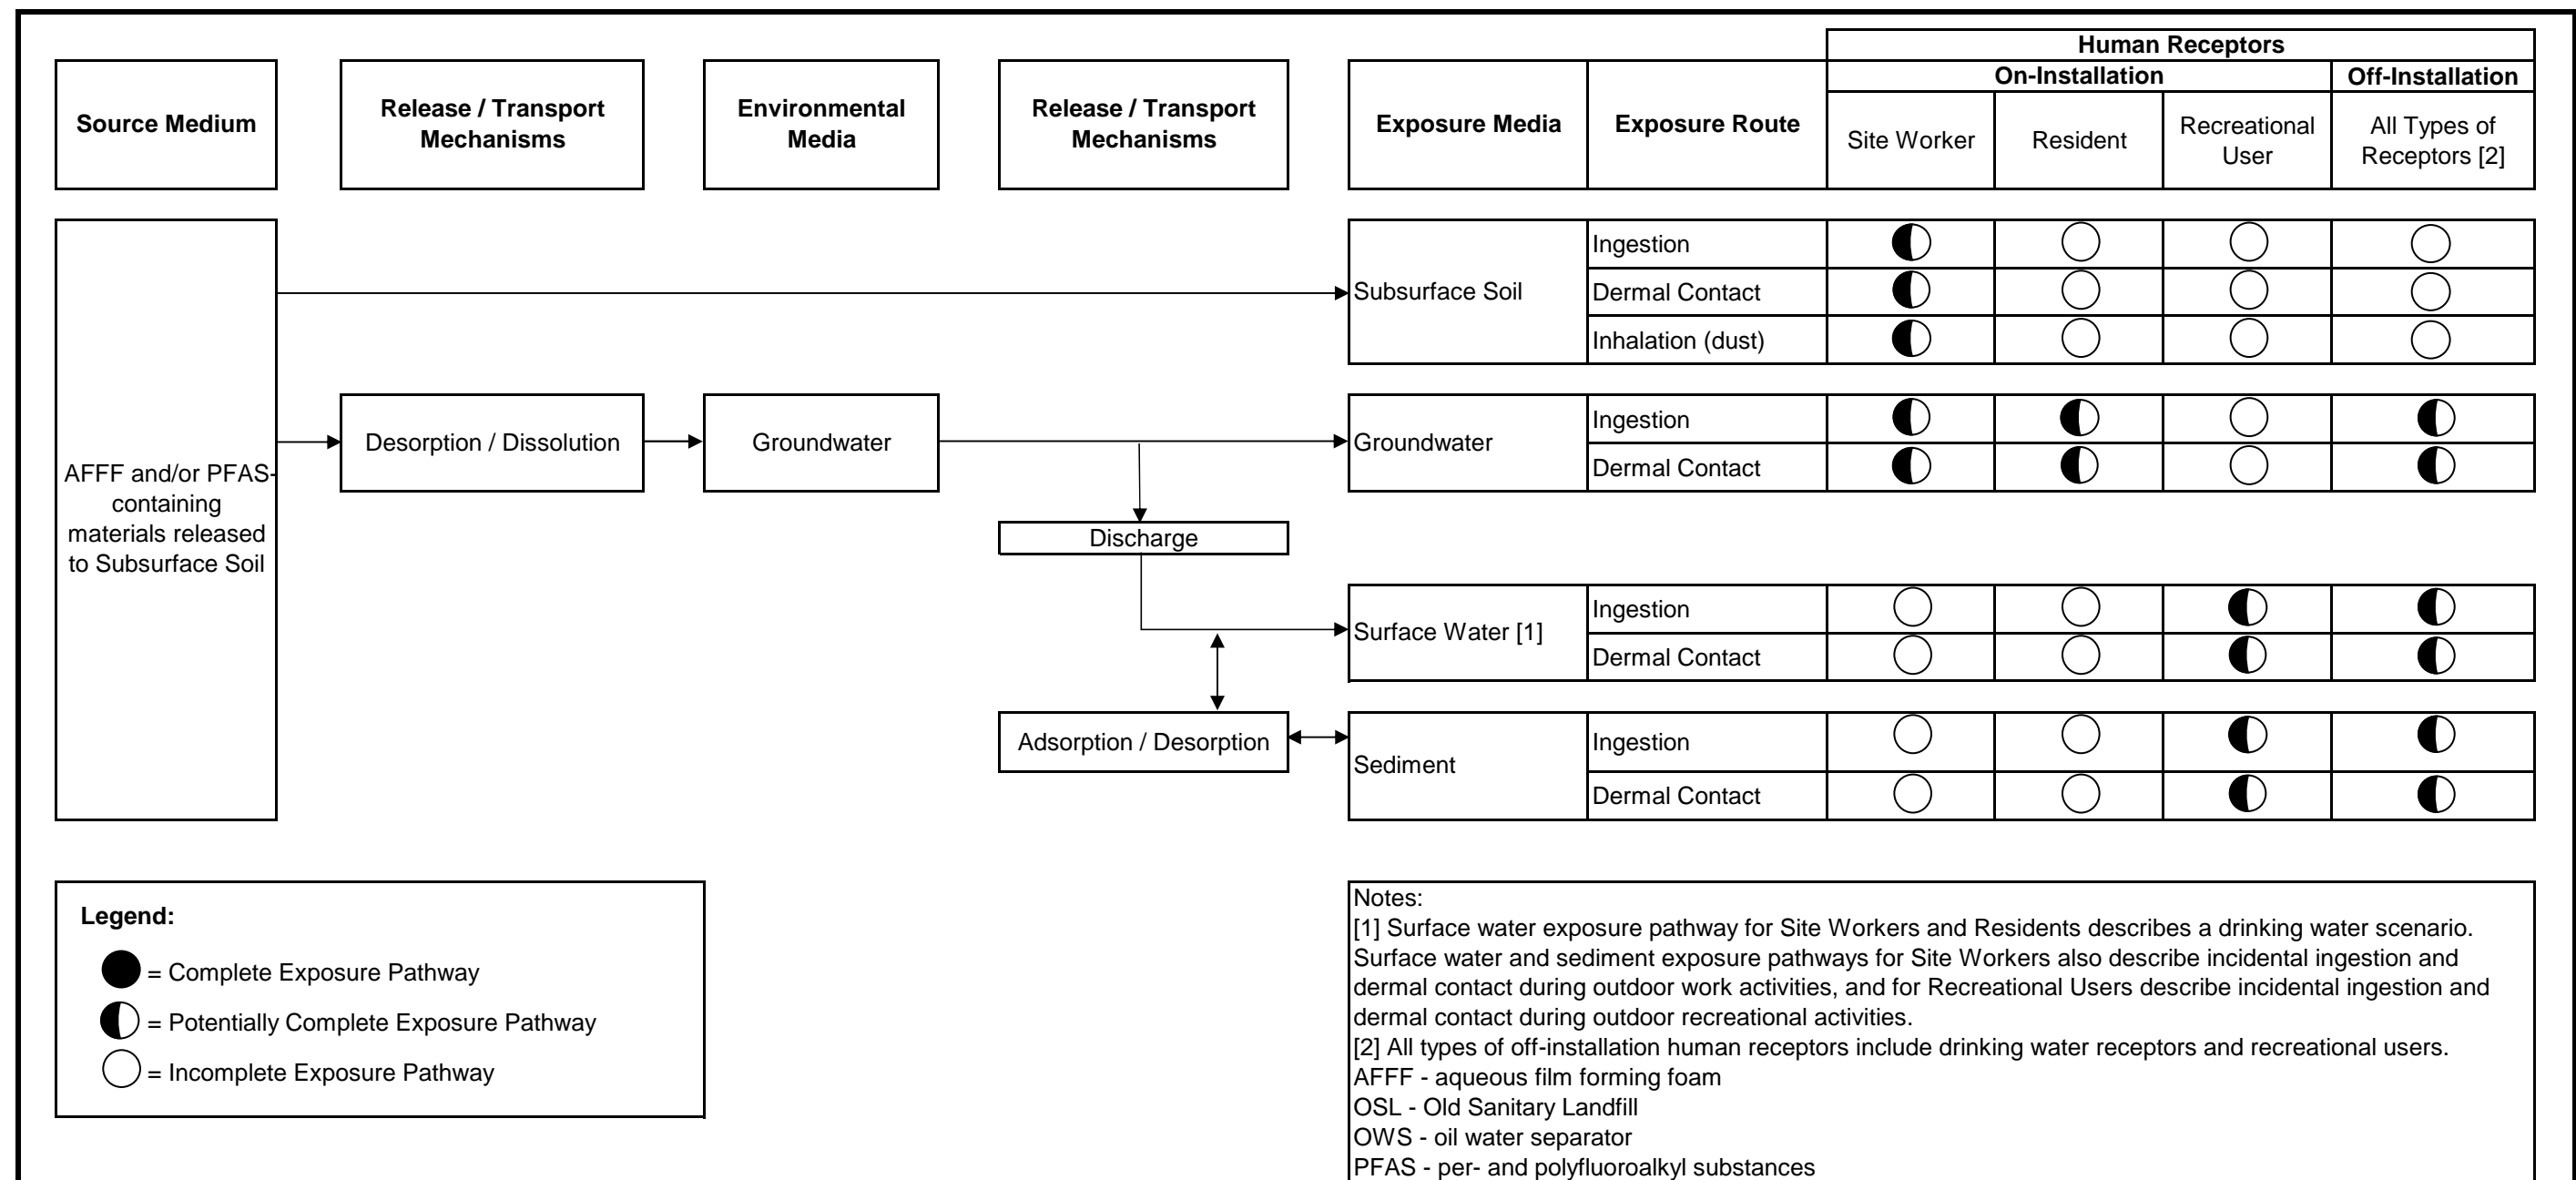 Human Receptors
On-Installation
Off-Installation
Source Medium
Release / Transport
Mechanisms
Environmental
Media
Release / Transport
Mechanisms
Exposure Media
Exposure Route
Site Worker
Resident
Recreational
User
All Types of
Receptors [2]
AFFF and/or PFAS-
containing
materials released
to Subsurface Soil
Subsurface Soil
Ingestion
Dermal Contact
Inhalation (dust)
Desorption / Dissolution
Groundwater
Groundwater
Ingestion
Dermal Contact
Discharge
Surface Water [1]
Ingestion
Dermal Contact
Adsorption / Desorption
Sediment
Ingestion
Dermal Contact
Legend:
= Complete Exposure Pathway
= Potentially Complete Exposure Pathway
= Incomplete Exposure Pathway
Notes:
[1] Surface water exposure pathway for Site Workers and Residents describes a drinking water scenario.
Surface water and sediment exposure pathways for Site Workers also describe incidental ingestion and
dermal contact during outdoor work activities, and for Recreational Users describe incidental ingestion and
dermal contact during outdoor recreational activities.
[2] All types of off-installation human receptors include drinking water receptors and recreational users.
AFFF - aqueous film forming foam
OSL - Old Sanitary Landfill
OWS - oil water separator
PFAS - per- and polyfluoroalkyl substances